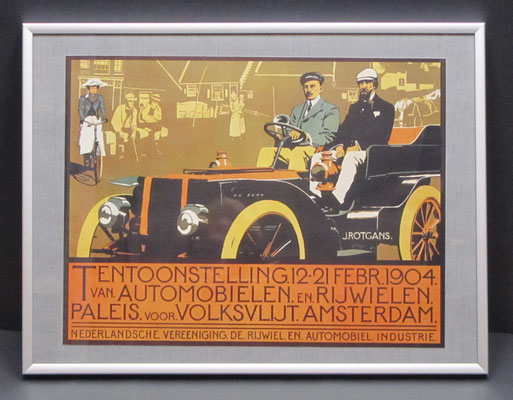 J.ROTGANS.
TENTOONSTELLING.12-21 FEBR.1904.
VAN.AUTOMOBIELEN.EN.RIJWIELEN.
PALEIS.VOOR.VOLKSVLIJT.AMSTERDAM.
NEDERLANDSCHE.VEREENIGING.DE.RIJWIEL.EN.AUTOMOBIEL.INDUSTRIE.